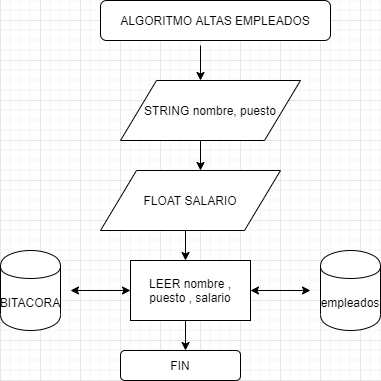 ALGORITMO ALTAS EMPLEADOS
STRING nombre, puesto
FLOAT SALARIO
LEER nombre ,
puesto , salario
BITACORA
empleados
FIN